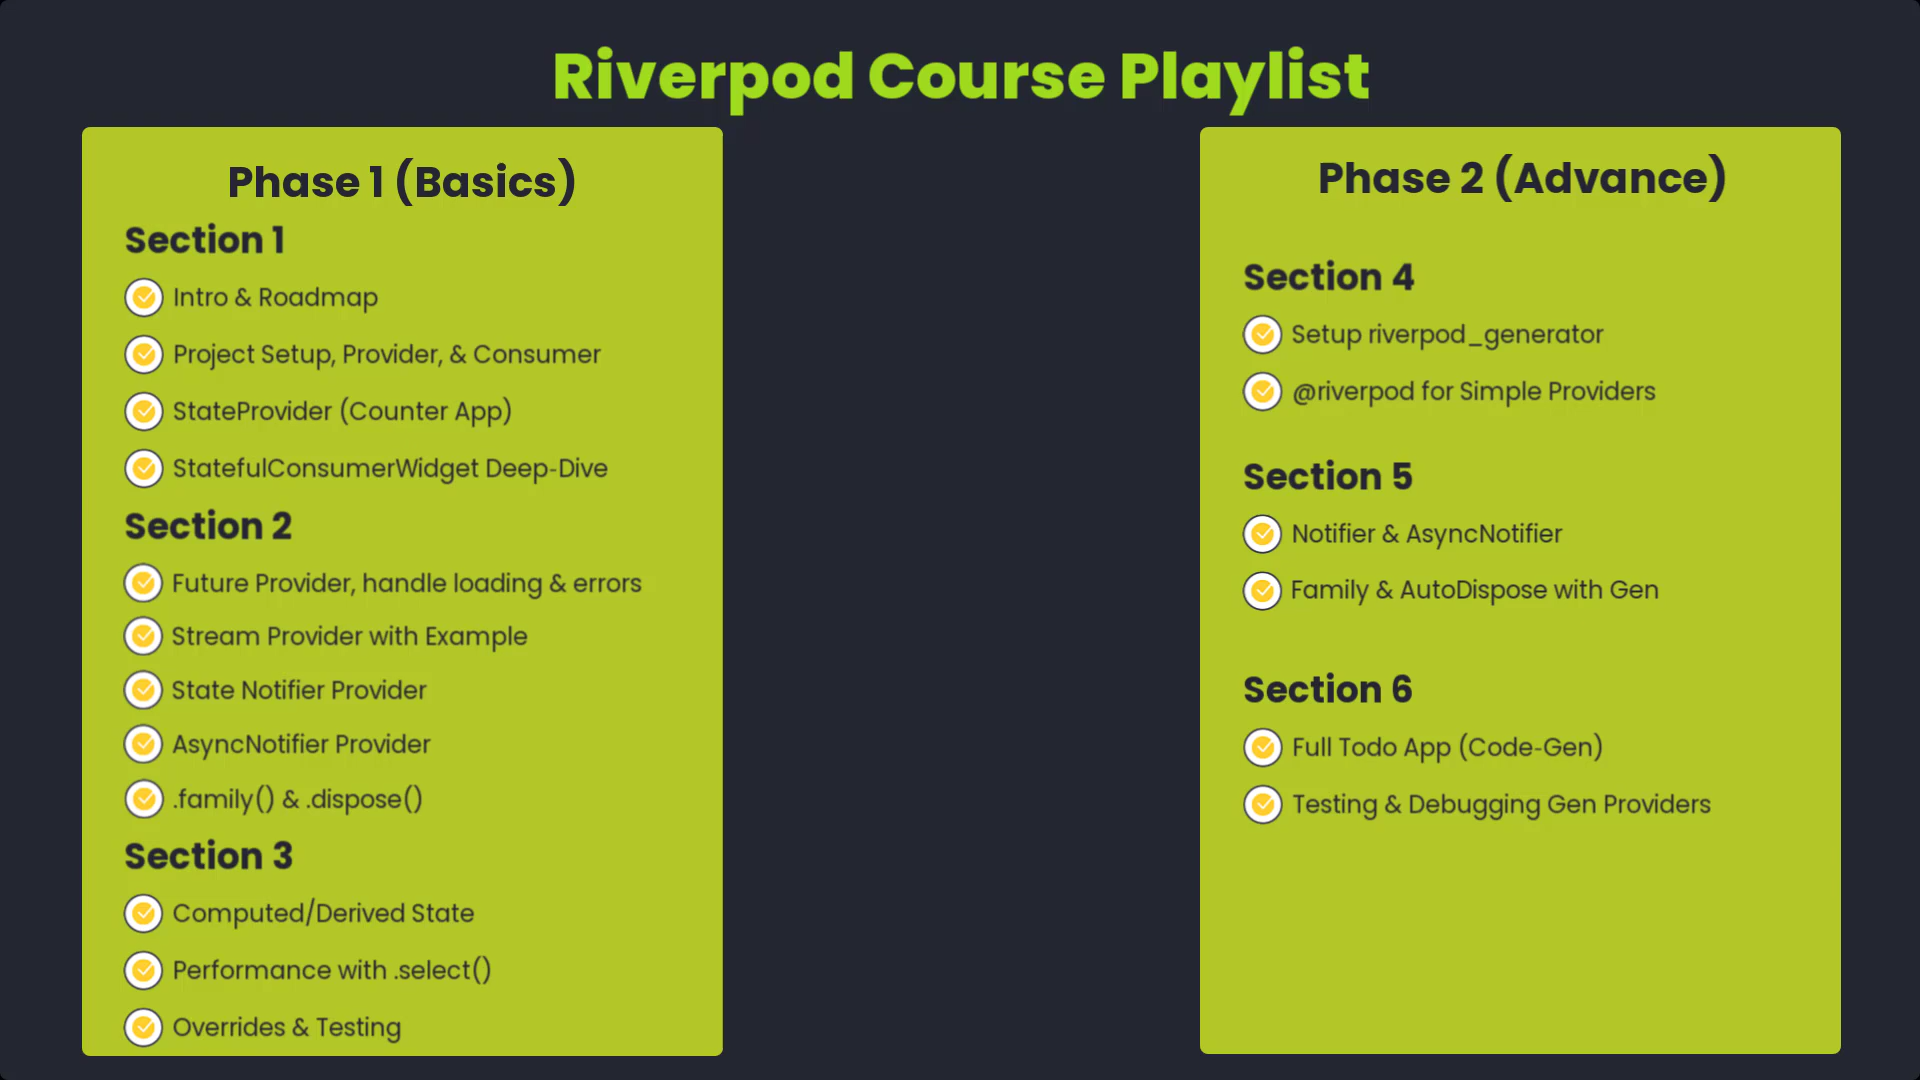 Riverpod Course Playlist
Phase 1 (Basics)
Section 1
Intro & Roadmap
Project Setup, Provider, & Consumer
StateProvider (Counter App)
StatefulConsumerWidget Deep-Dive
Section 2
Future Provider, handle loading & errors
Stream Provider with Example
State Notifier Provider
AsyncNotifier Provider
.family() & .dispose()
Section 3
Computed/Derived State
Performance with .select()
Overrides & Testing
Phase 2 (Advance)
Section 4
Setup riverpod_generator
@riverpod for Simple Providers
Section 5
Notifier & AsyncNotifier
Family & AutoDispose with Gen
Section 6
Full Todo App (Code-Gen)
Testing & Debugging Gen Providers